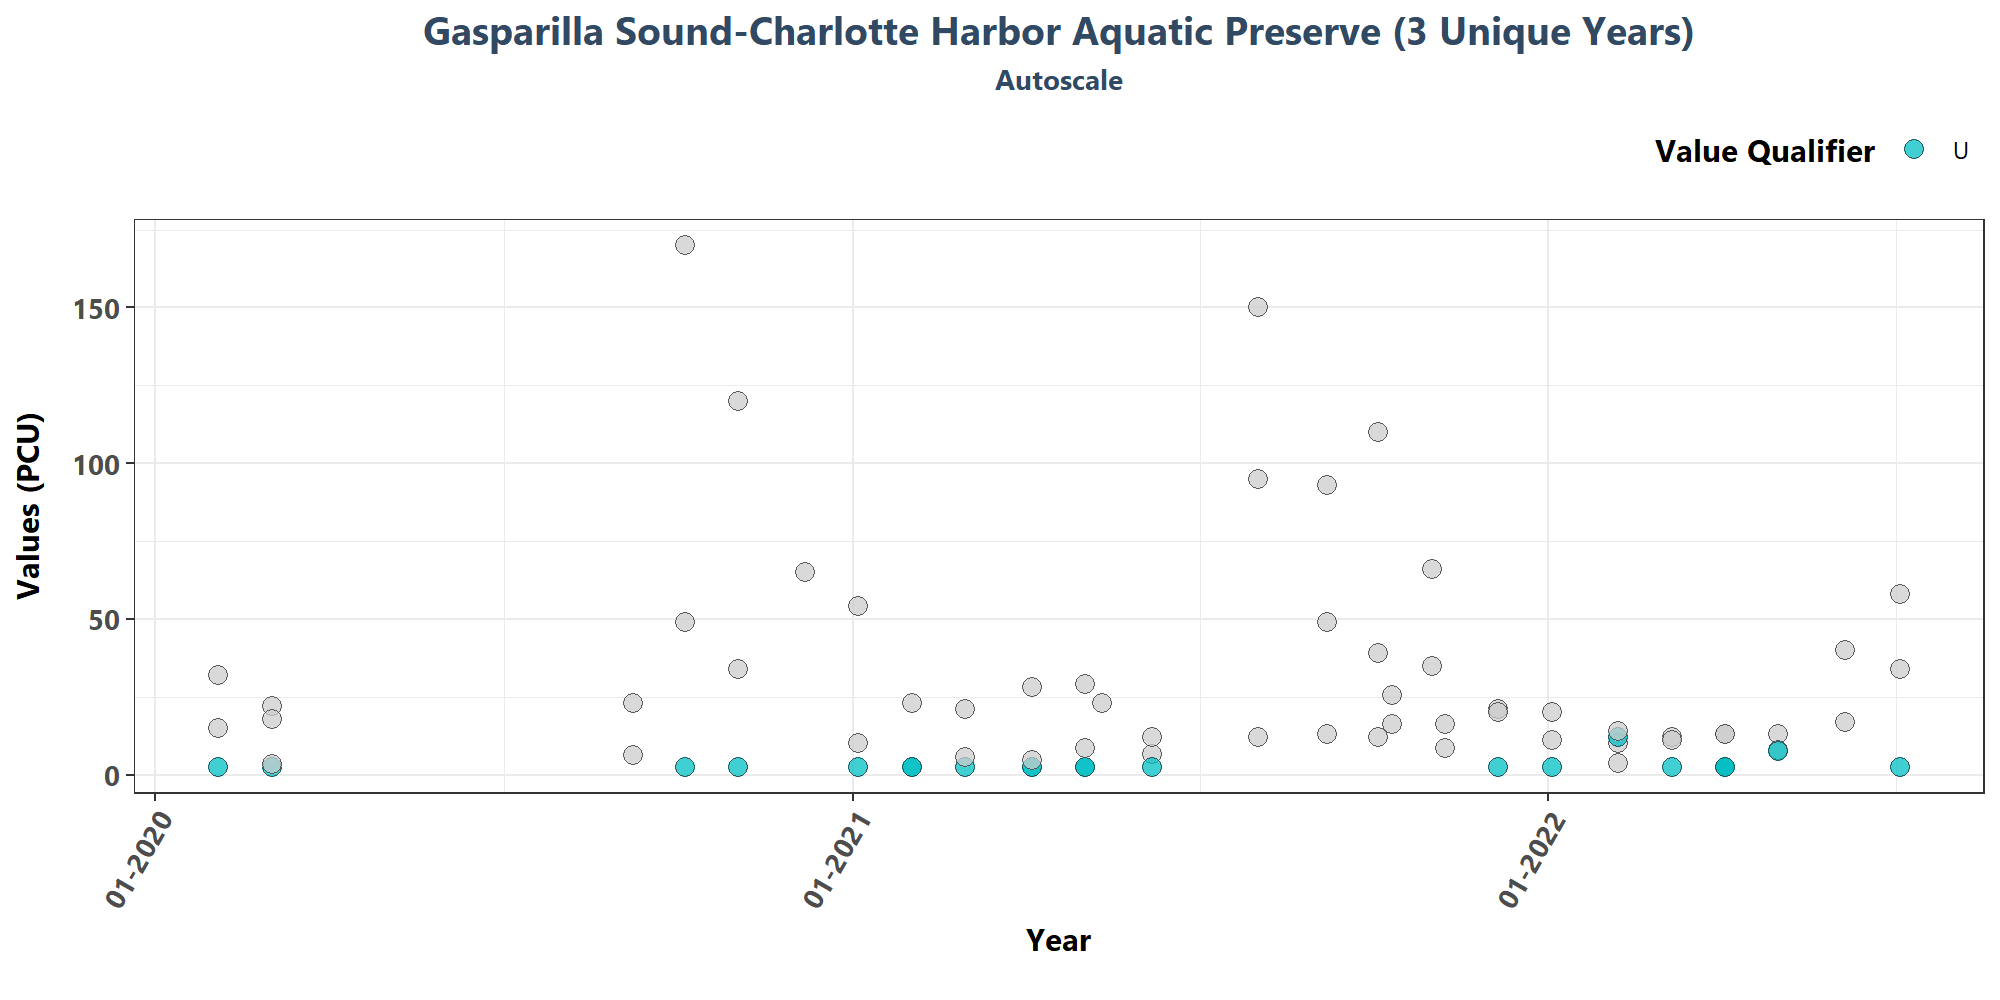 Gasparilla Sound-Charlotte Harbor Aquatic Preserve (3 Unique Years)
Autoscale
Value Qualifier U
Values (PCU)
150
100
50
0
01-2020 01-2021 01-2022
Year